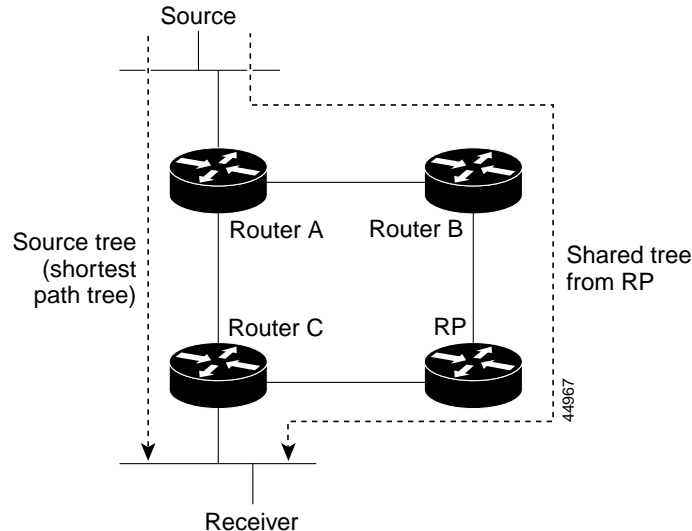 Source
Router A
Router B
Source tree
(shortest
path tree)
Shared tree
from RP
Router C
RP
44967
Receiver